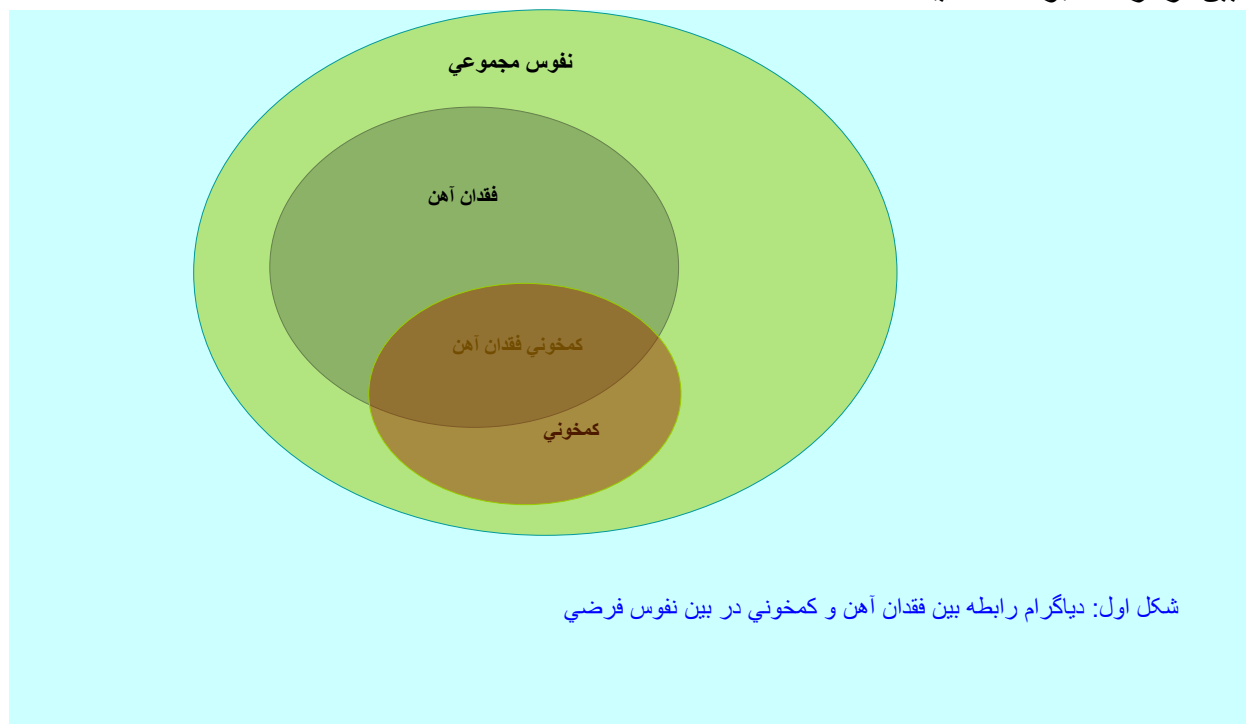 نفوس مجموعي
فقدان آهن
كمخوني فقدان آهن
كمخوني
شكل اول: دياگرام رابطه بين فقدان آهن و كمخوني در بين نفوس فرضي